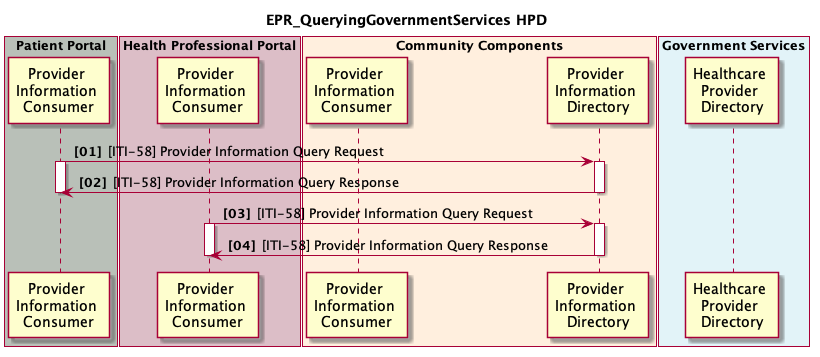 EPR_QueryingGovernmentServices HPD
Patient Portal
Health Professional Portal
Community Components
Government Services
Provider
Information
Consumer
Provider
Information
Consumer
Provider
Information
Consumer
Provider
Information
Directory
Healthcare
Provider
Directory
[01] [ITI-58] Provider Information Query Request
[02] [ITI-58] Provider Information Query Response
[03] [ITI-58] Provider Information Query Request
[04] [ITI-58] Provider Information Query Response
Provider
Information
Consumer
Provider
Information
Consumer
Provider
Information
Consumer
Provider
Information
Directory
Healthcare
Provider
Directory